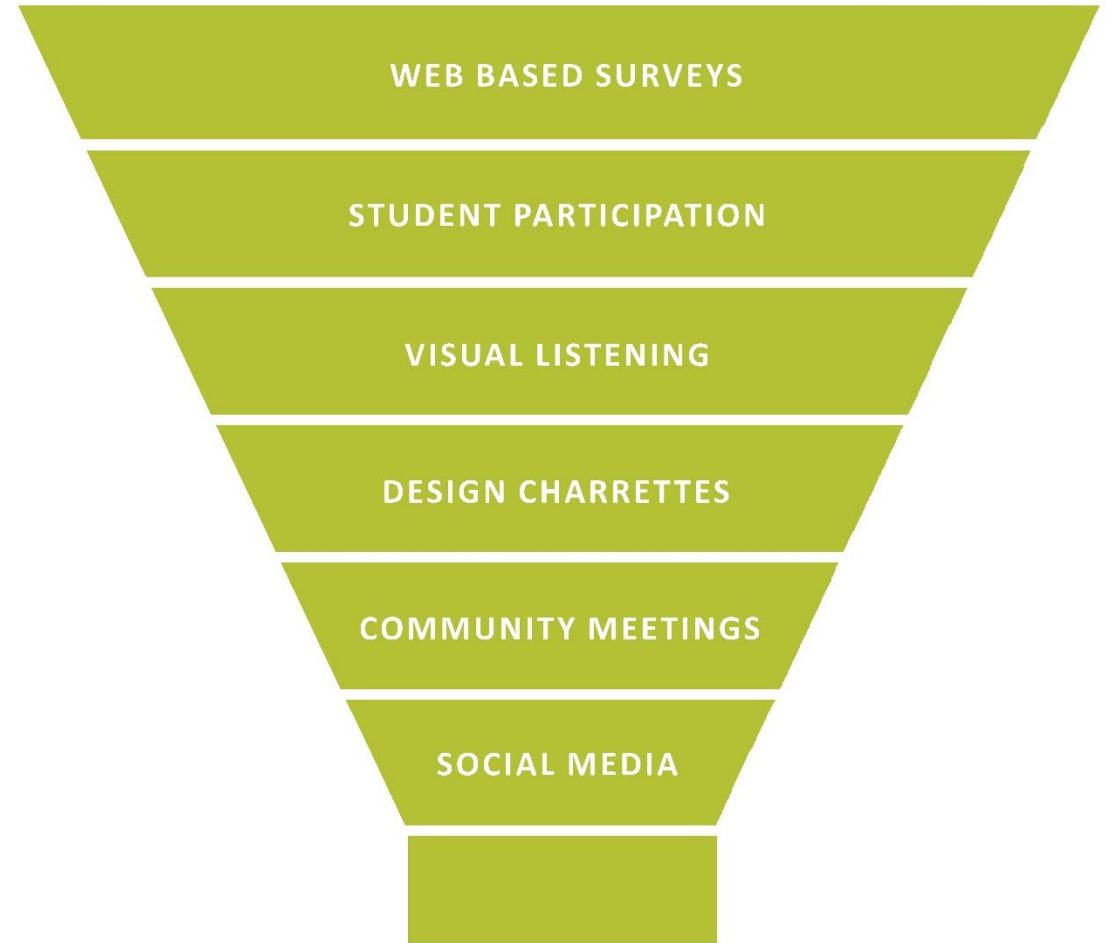 WEB BASED SURVEYS
STUDENT PARTICIPATION
VISUAL LISTENING
DESIGN CHARRETTES
COMMUNITY MEETINGS
SOCIAL MEDIA